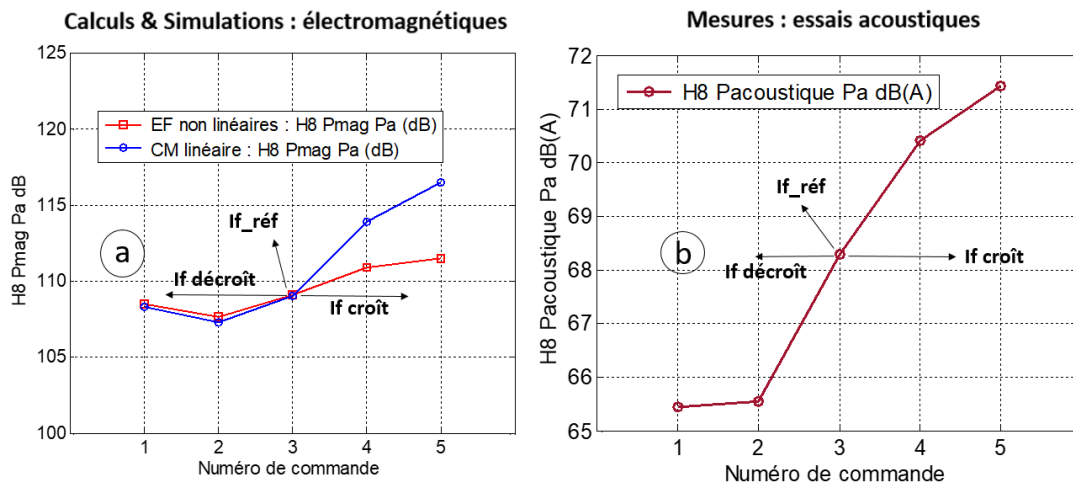 Calculs & Simulations : électromagnétiques
125
120
115
110
105
100
H8 Pmag Pa dB
EF non linéaires : H8 Pmag Pa (dB)
CM linéaire : H8 Pmag Pa (dB)
If_réf
a
If décroît
If croît
1 2 3 4 5
Numéro de commande
Mesures : essais acoustiques
72
71
70
69
68
67
66
65
H8 Pacoustique Pa dB(A)
H8 Pacoustique Pa dB(A)
If_réf
b
If décroît
If croît
1 2 3 4 5
Numéro de commande